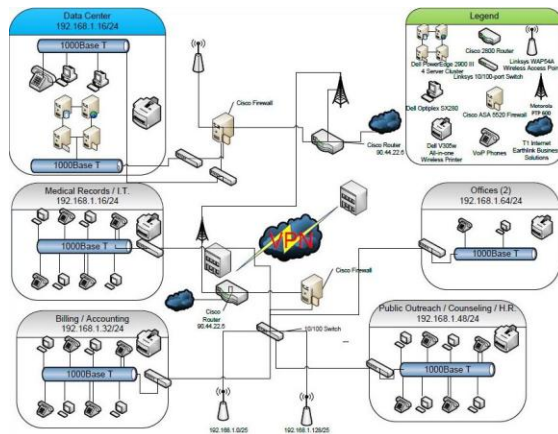 Data Center
192.168.1.16/24
1000Base T
1000Base T
Cisco Firewall
Cisco Router
90.44.22.6
Legend
Dell PowerEdge 2900 III
4 Server Cluster
Cisco 2800 Router
Linksys WAP54A
Wireless Access Point
Linksys 10/100-port Switch
Dell Optiplex SX280
Cisco ASA 5520 Firewall
Motorola
PTP 600
Dell V305w
All-in-one
Wireless Printer
VoIP Phones
T1 Internet
Earthlink Business
Solutions
Medical Records / I.T.
192.168.1.16/24
1000Base T
VPN
Cisco Firewall
Cisco
Router
90.44.22.5
Offices (2)
192.168.1.64/24
1000Base T
Billing / Accounting
192.168.1.32/24
1000Base T
10/100 Switch
192.168.1.0/25
192.168.1.128/25
Public Outreach / Counseling / H.R.
192.168.1.48/24
1000Base T